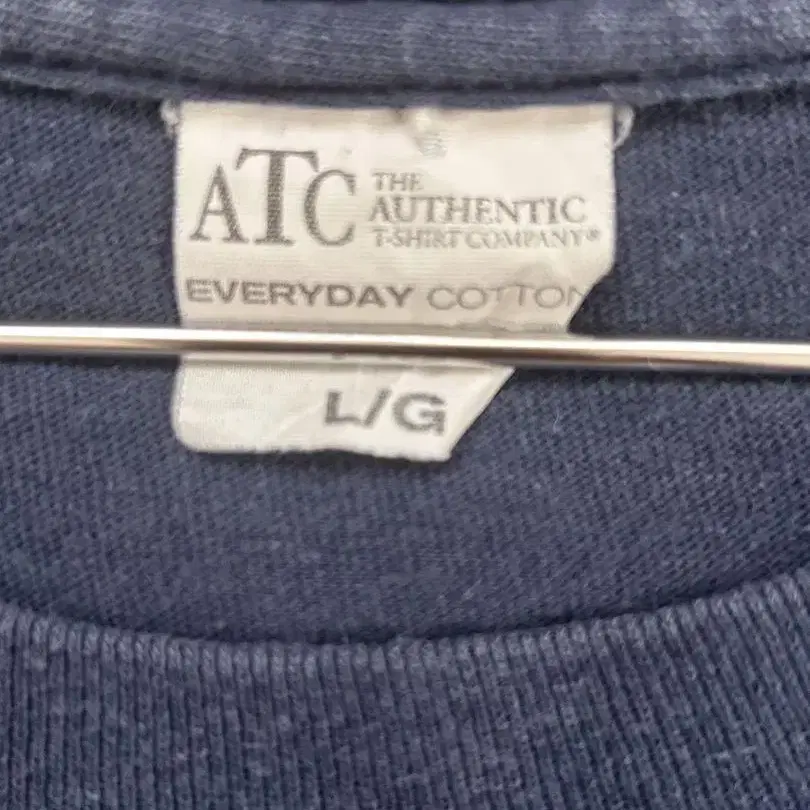 ATC THE
AUTHENTIC
T-SHIRT COMPANY®
EVERYDAY COTTON
L/G